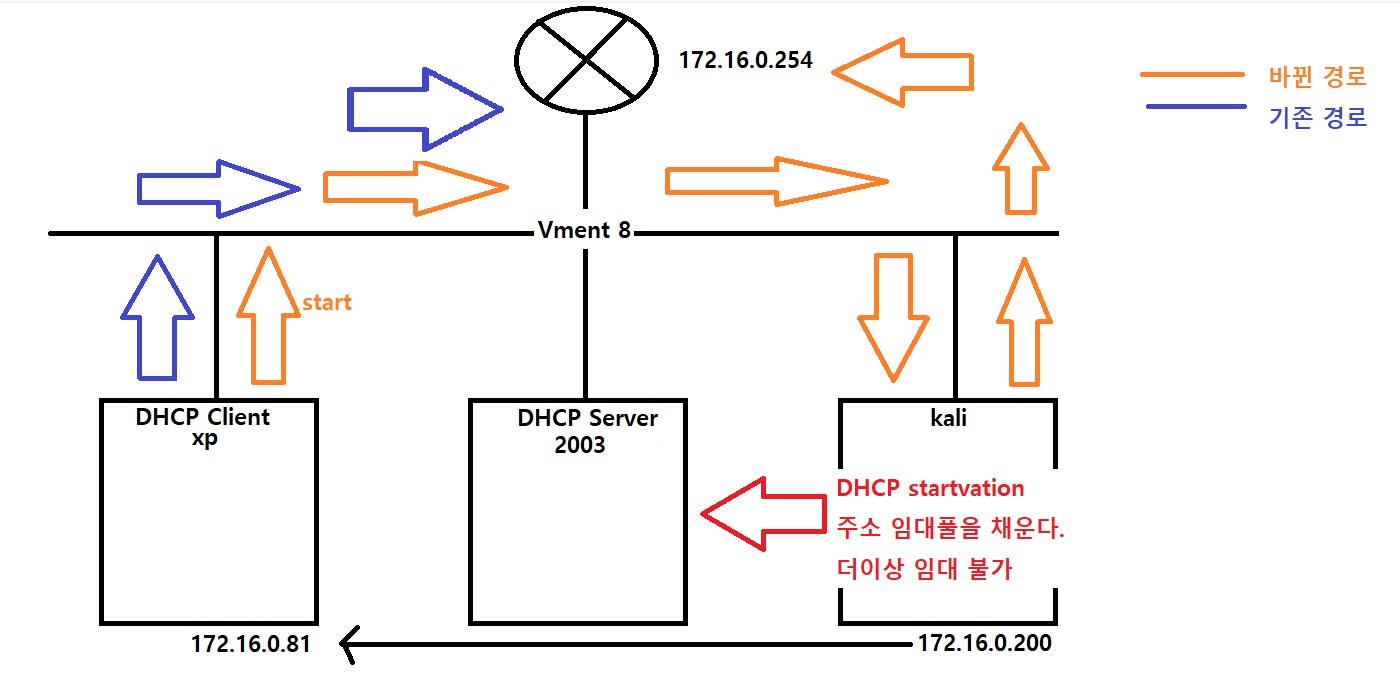 172.16.0.254
바뀐 경로
기존 경로
Vment 8
start
DHCP Client
xp
DHCP Server
2003
kali
DHCP startvation
주소 임대풀을 채운다.
더이상 임대 불가
172.16.0.81
172.16.0.200